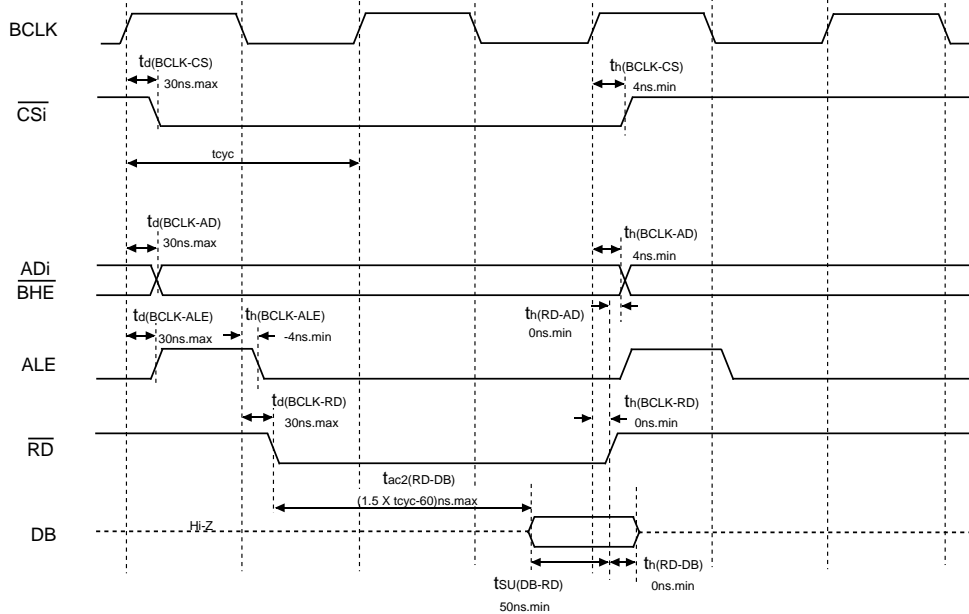 BCLK
td(BCLK-CS)
30ns.max
th(BCLK-CS)
4ns.min
CSi
tcyc
td(BCLK-AD)
30ns.max
th(BCLK-AD)
4ns.min
ADi
BHE
td(BCLK-ALE)
30ns.max
th(BCLK-ALE)
-4ns.min
th(RD-AD)
0ns.min
ALE
td(BCLK-RD)
30ns.max
th(BCLK-RD)
0ns.min
RD
tac2(RD-DB)
(1.5 X tcyc-60)ns.max
Hi-Z
DB
tSU(DB-RD)
50ns.min
th(RD-DB)
0ns.min